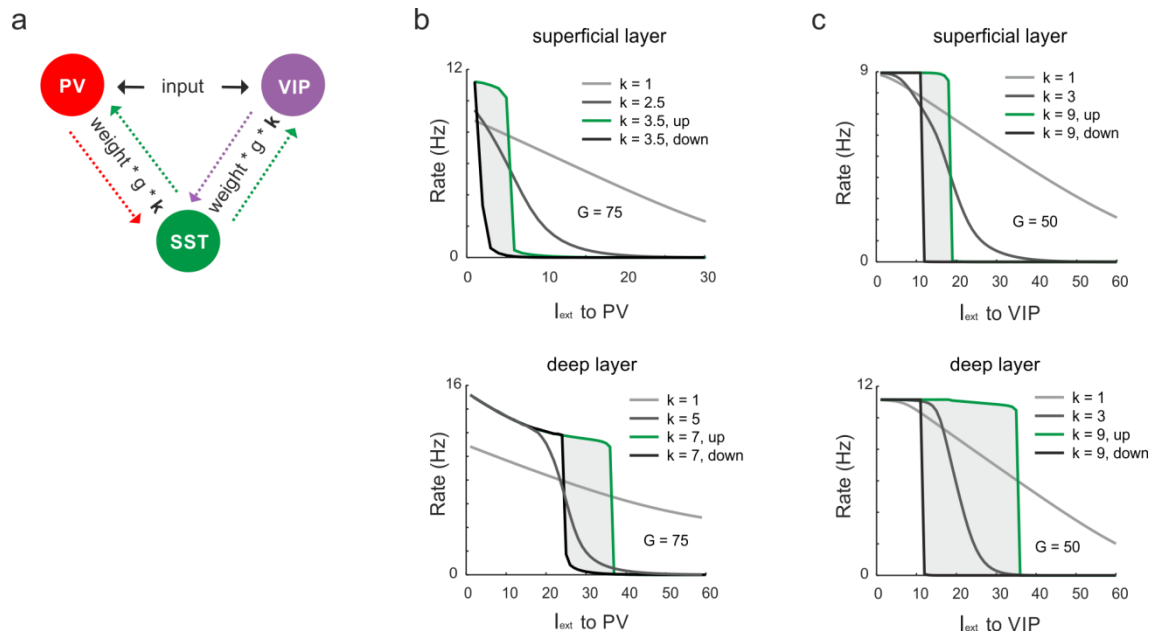 a
PV
input
VIP
weight * g * k
weight * g * k
SST
b
superficial layer
12
0
Rate (Hz)
k = 1
k = 2.5
k = 3.5, up
k = 3.5, down
G = 75
0 10 20 30
Iext to PV
deep layer
16
0
Rate (Hz)
k = 1
k = 5
k = 7, up
k = 7, down
G = 75
0 10 20 30 40 50 60
Iext to PV
c
superficial layer
9
0
Rate (Hz)
k = 1
k = 3
k = 9, up
k = 9, down
G = 50
0 10 20 30 40 50 60
Iext to VIP
deep layer
12
0
Rate (Hz)
k = 1
k = 3
k = 9, up
k = 9, down
G = 50
0 10 20 30 40 50 60
Iext to VIP